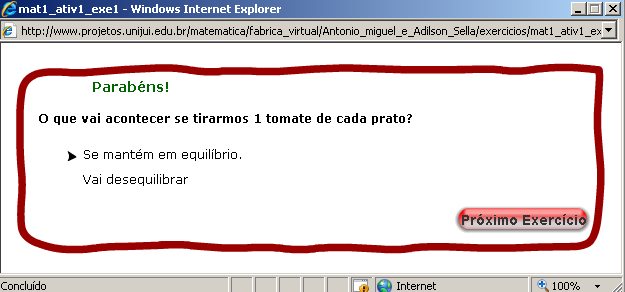 mat1_ativ1_exe1 - Windows Internet Explorer
http://www.projetos.unijui.edu.br/matematica/fabrica_virtual/Antonio_miguel_e_Adilson_Sella/exercicios/mat1_ativ1_ex
Parabéns!
O que vai acontecer se tirarmos 1 tomate de cada prato?
Se mantém em equilíbrio.
Vai desequilibrar
Próximo Exercício
Concluído
Internet
100%